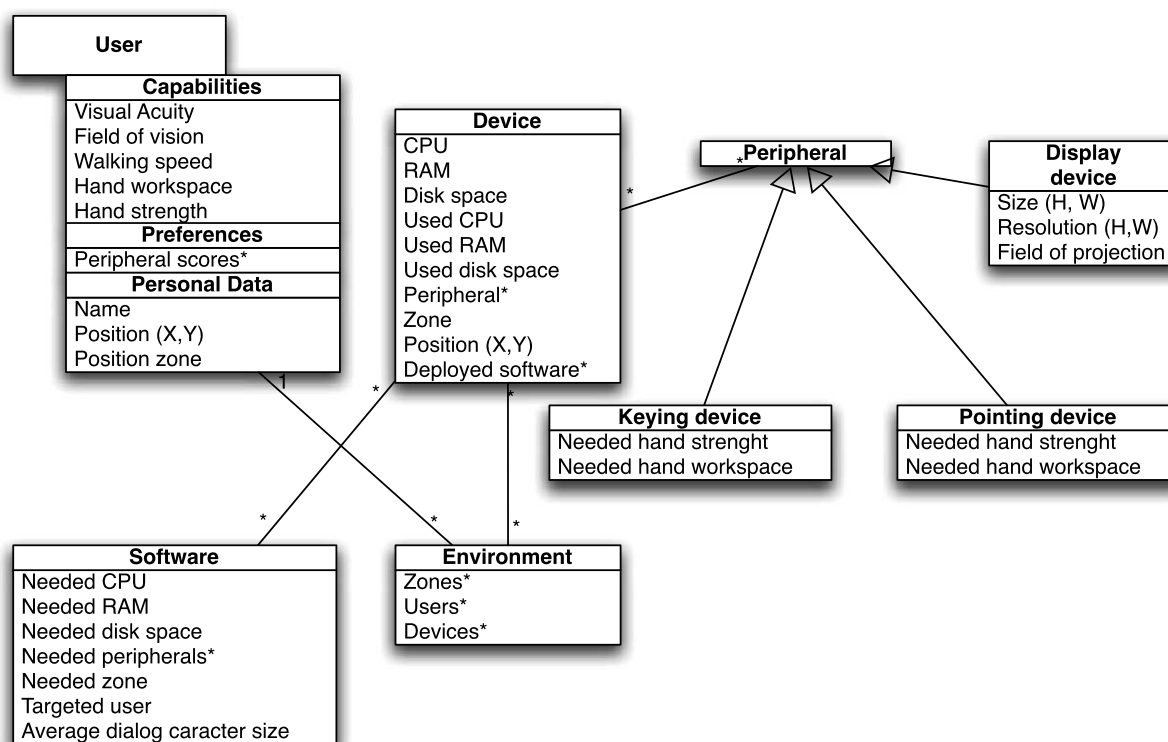 User
Capabilities
Visual Acuity
Field of vision
Walking speed
Hand workspace
Hand strength
Preferences
Peripheral scores*
Personal Data
Name
Position (X,Y)
Position zone
1
*
Device
CPU
RAM
Disk space
Used CPU
Used RAM
Used disk space
Peripheral*
Zone
Position (X,Y)
Deployed software*
*
*
*
*
Peripheral
*
Display
device
Size (H, W)
Resolution (H,W)
Field of projection
Keying device
Needed hand strenght
Needed hand workspace
Pointing device
Needed hand strenght
Needed hand workspace
*
Software
Needed CPU
Needed RAM
Needed disk space
Needed peripherals*
Needed zone
Targeted user
Average dialog caracter size
Environment
Zones*
Users*
Devices*